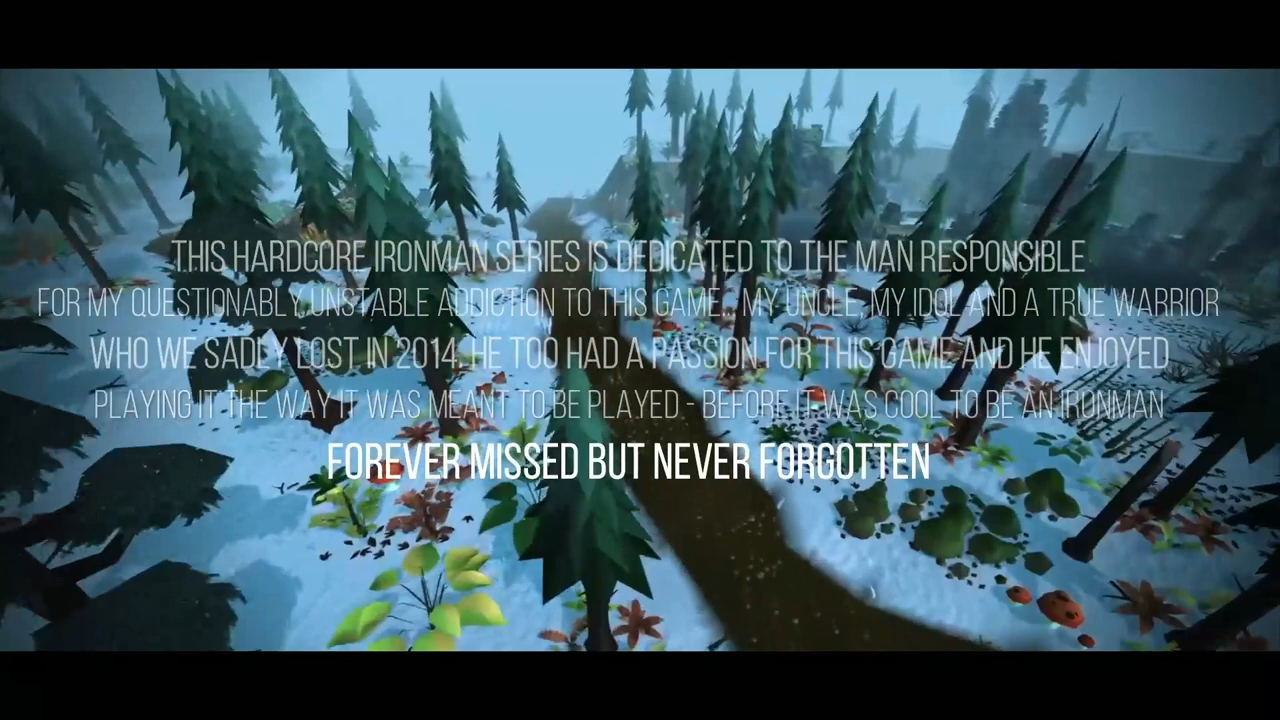 THIS HARDCORE IRONMAN SERIES IS DEDICATED TO THE MAN RESPONSIBLE
FOR MY QUESTIONABLY UNSTABLE ADDICTION TO THIS GAME.. MY UNCLE, MY IDOL AND A TRUE WARRIOR
WHO WE SADLY LOST IN 2014. HE TOO HAD A PASSION FOR THIS GAME AND HE ENJOYED
PLAYING IT THE WAY IT WAS MEANT TO BE PLAYED - BEFORE IT WAS COOL TO BE AN IRONMAN
FOREVER MISSED BUT NEVER FORGOTTEN